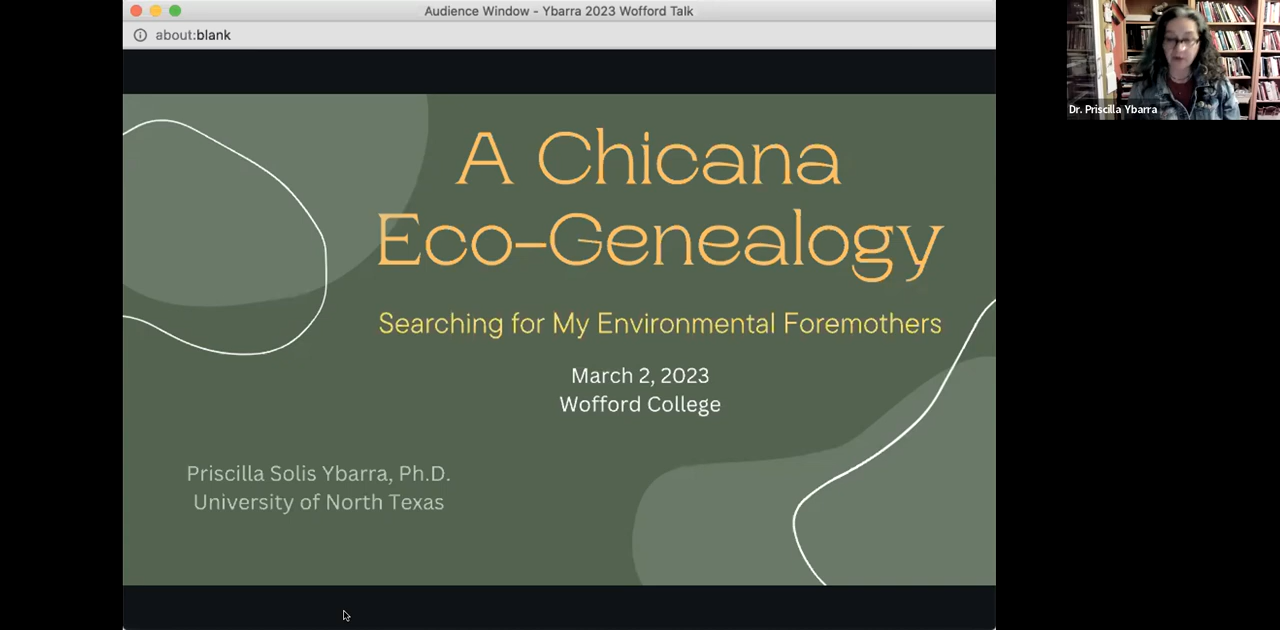 Audience Window - Ybarra 2023 Wofford Talk
about:blank
Dr. Priscilla Ybarra
A Chicana
Eco-Genealogy
Searching for My Environmental Foremothers
March 2, 2023
Wofford College
Priscilla Solis Ybarra, Ph.D.
University of North Texas